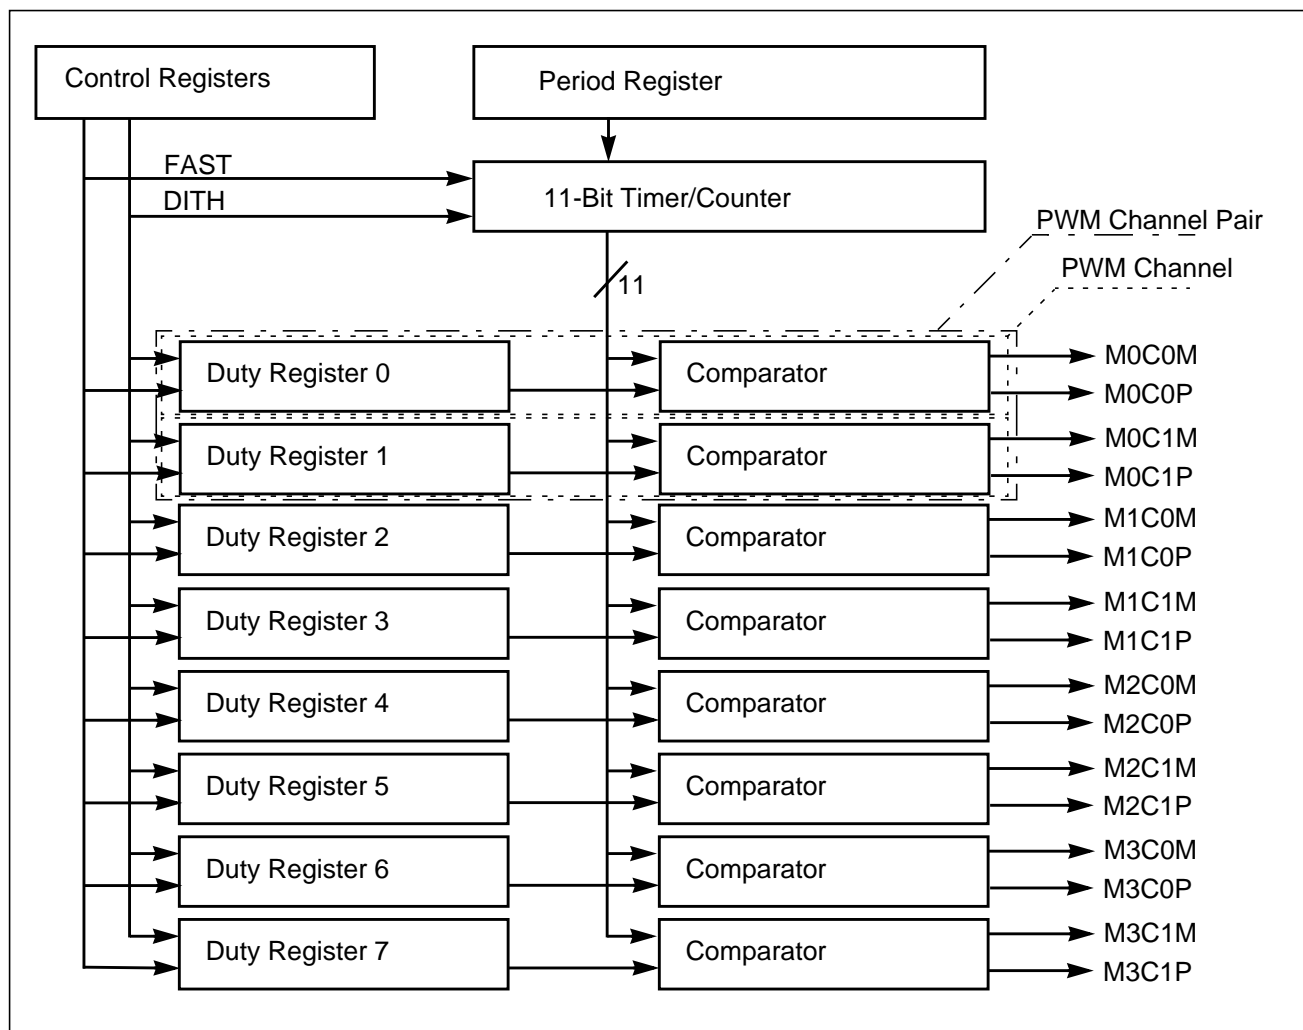 Control Registers
Period Register
FAST
DITH
11-Bit Timer/Counter
PWM Channel Pair
PWM Channel
11
Duty Register 0
Comparator
M0C0M
M0C0P
Duty Register 1
Comparator
M0C1M
M0C1P
Duty Register 2
Comparator
M1C0M
M1C0P
Duty Register 3
Comparator
M1C1M
M1C1P
Duty Register 4
Comparator
M2C0M
M2C0P
Duty Register 5
Comparator
M2C1M
M2C1P
Duty Register 6
Comparator
M3C0M
M3C0P
Duty Register 7
Comparator
M3C1M
M3C1P